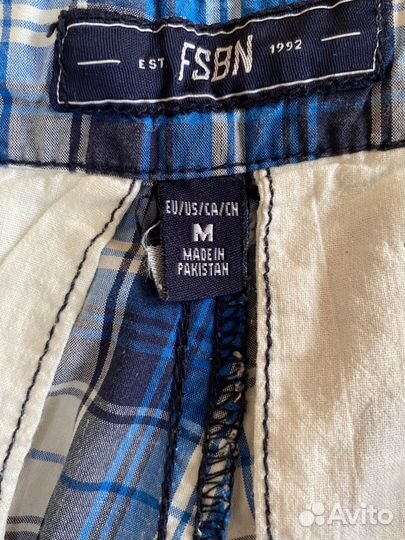 EST FSBN 1992
EU/US/CA/CH
M
MADE IN
PAKISTAN
Avito